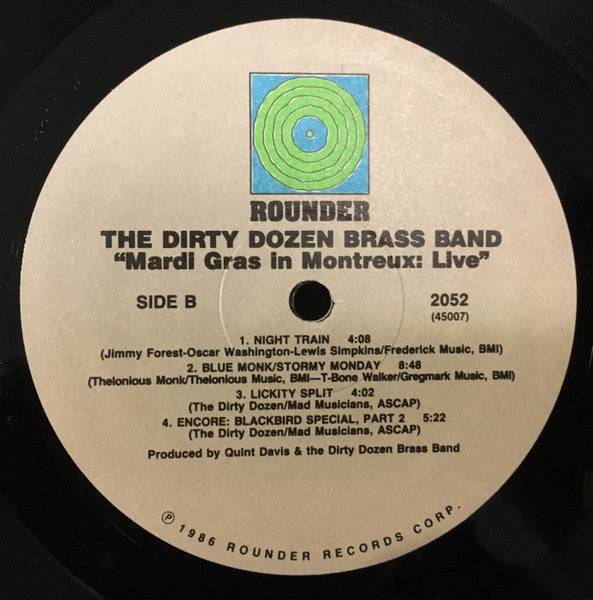 ROUNDER
THE DIRTY DOZEN BRASS BAND
"Mardi Gras in Montreux: Live"
SIDE B
2052
(45007)
1. NIGHT TRAIN 4:08
(Jimmy Forest-Oscar Washington-Lewis Simpkins/Frederick Music, BMI)
2. BLUE MONK/STORMY MONDAY 8:48
(Thelonious Monk/Thelonious Music, BMI—T-Bone Walker/Gregmark Music, BMI)
3. LICKITY SPLIT 4:02
(The Dirty Dozen/Mad Musicians, ASCAP)
4. ENCORE: BLACKBIRD SPECIAL, PART 2 5:22
(The Dirty Dozen/Mad Musicians, ASCAP)
Produced by Quint Davis & the Dirty Dozen Brass Band
℗ 1986 ROUNDER RECORDS CORP.